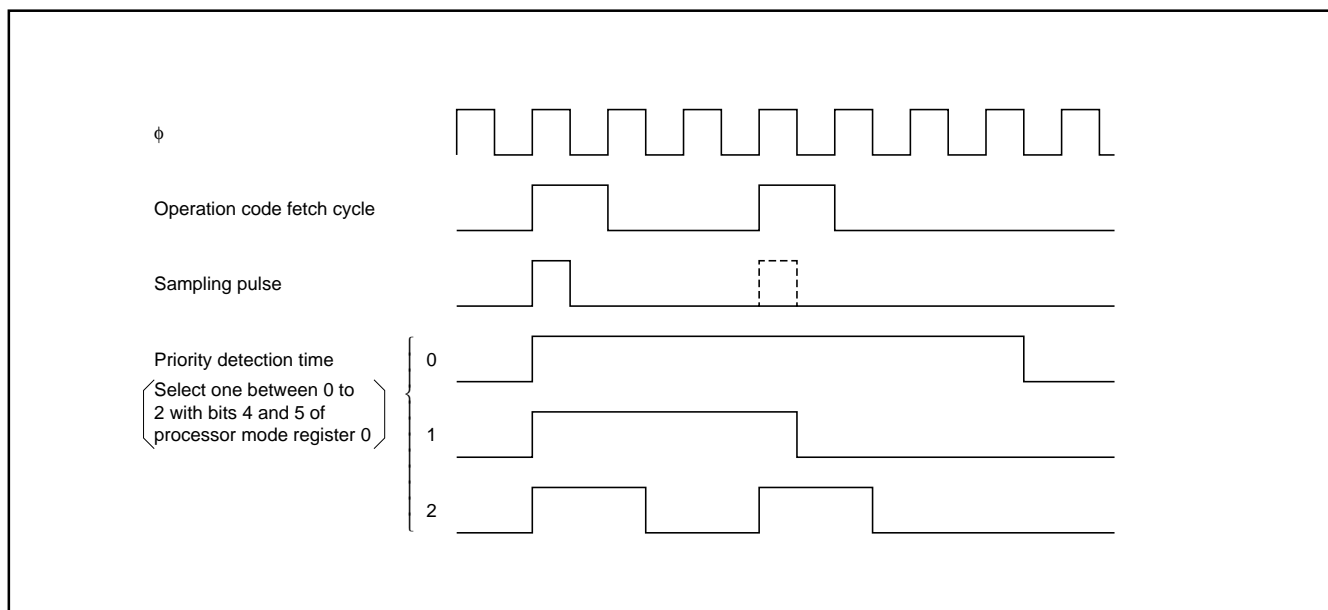 φ
Operation code fetch cycle
Sampling pulse
Priority detection time
Select one between 0 to
2 with bits 4 and 5 of
processor mode register 0
0
1
2